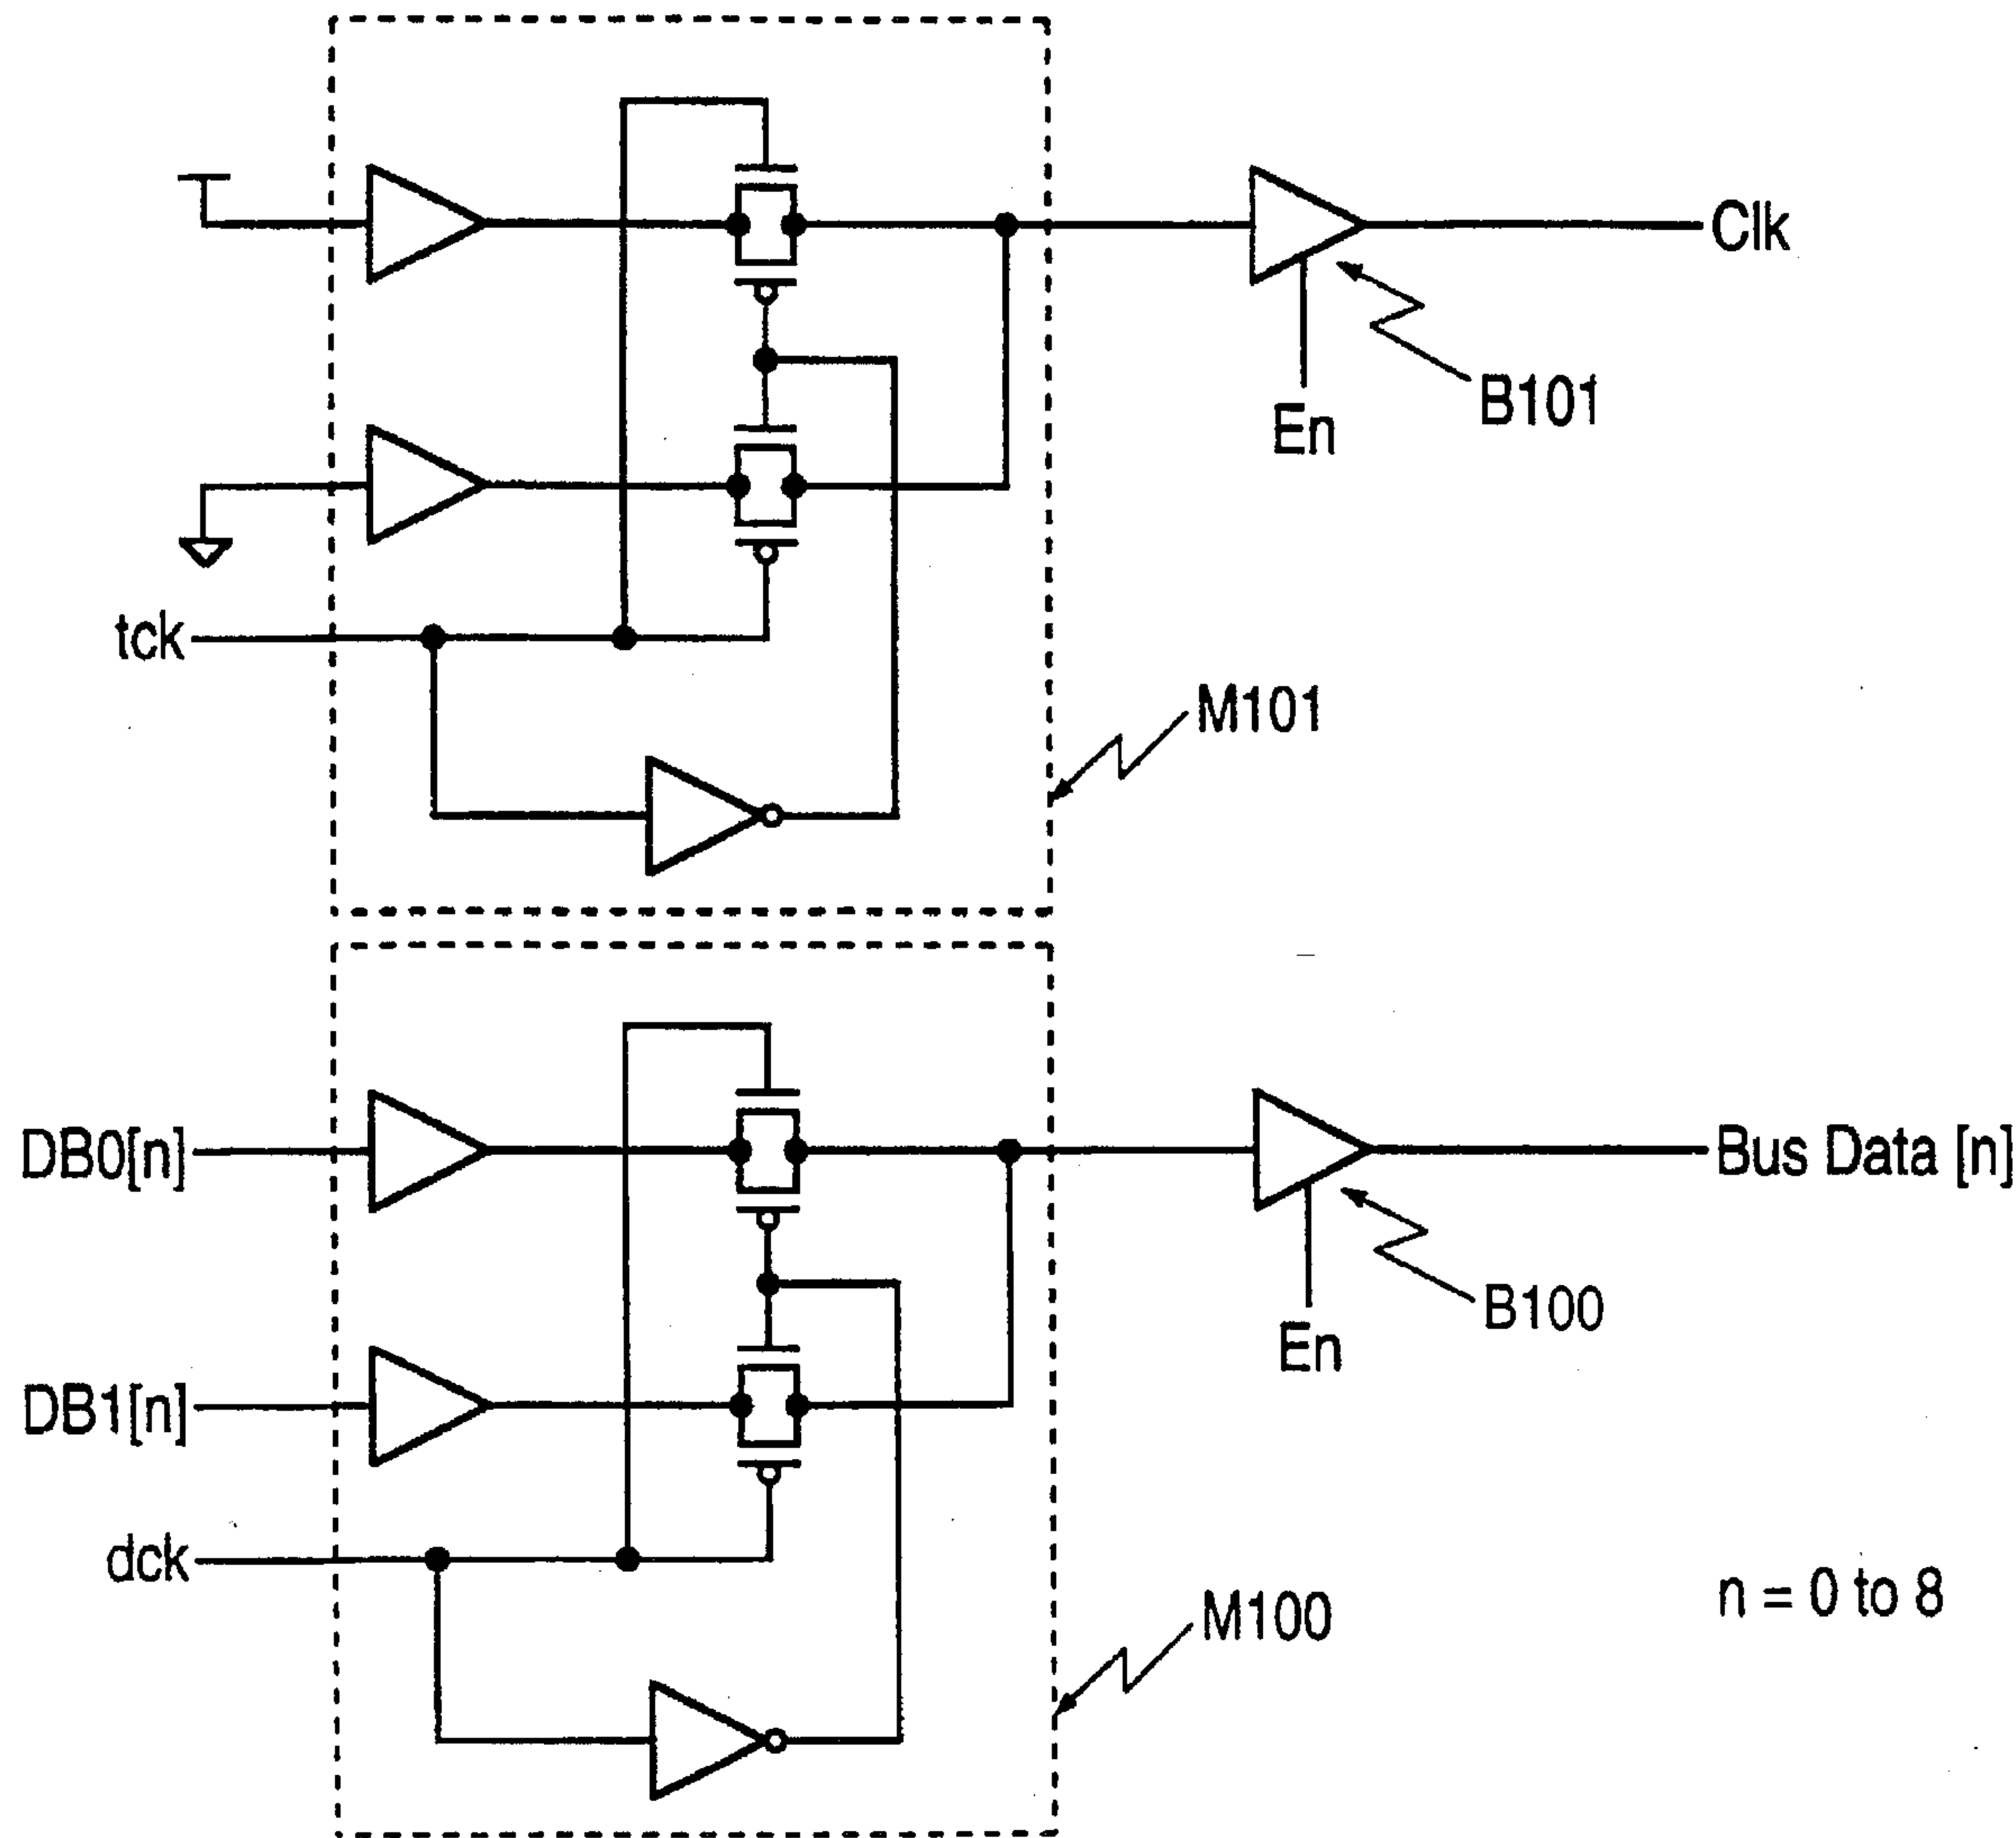 Clk
En
B101
tck
M101
DB0[n]
Bus Data [n]
En
B100
DB1[n]
dck
n = 0 to 8
M100